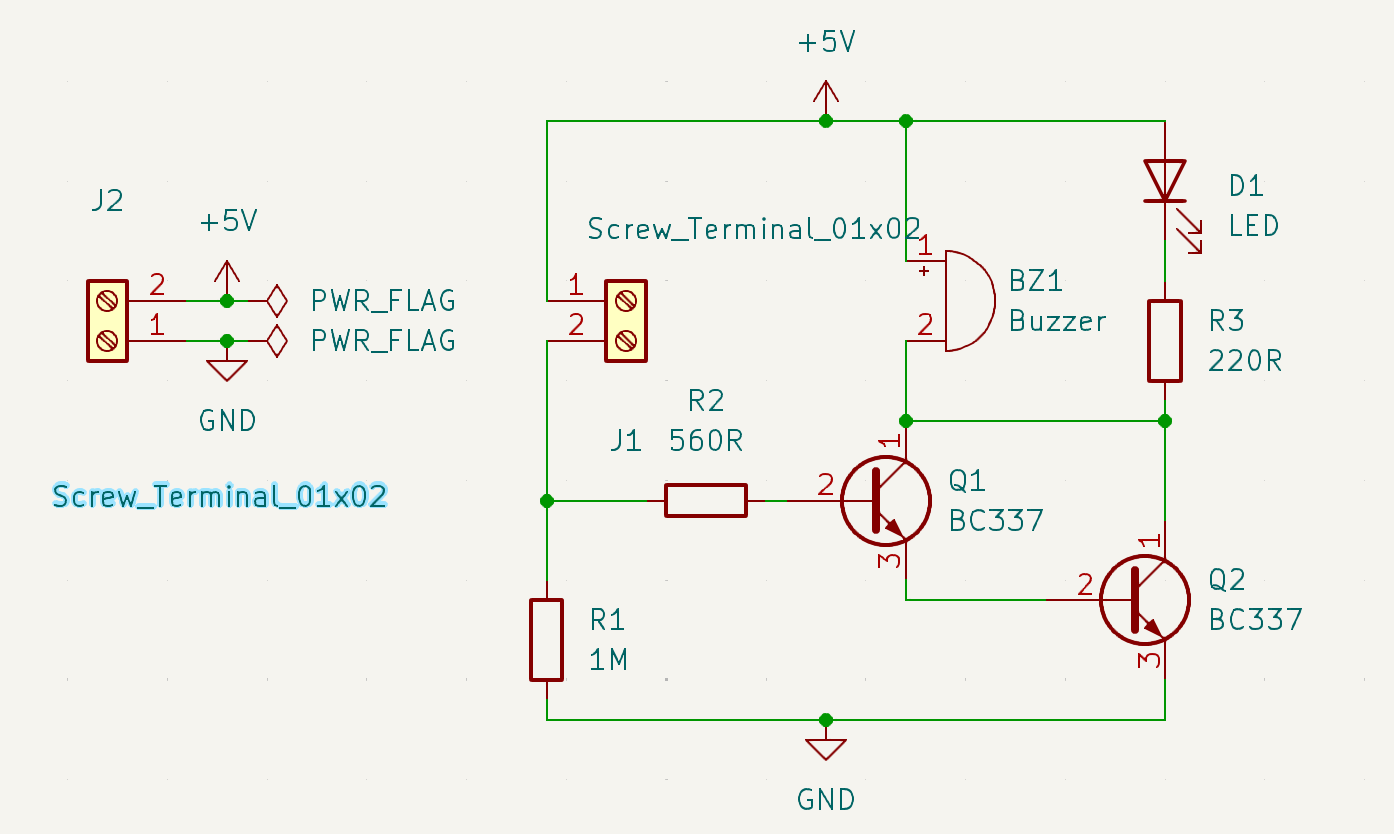 +5V
J2
+5V
2
PWR_FLAG
1
PWR_FLAG
GND
Screw_Terminal_01x02
Screw_Terminal_01x02
1
2
J1
R2
560R
1
+
2
BZ1
Buzzer
D1
LED
R3
220R
1
2
3
Q1
BC337
1
2
3
Q2
BC337
R1
1M
GND